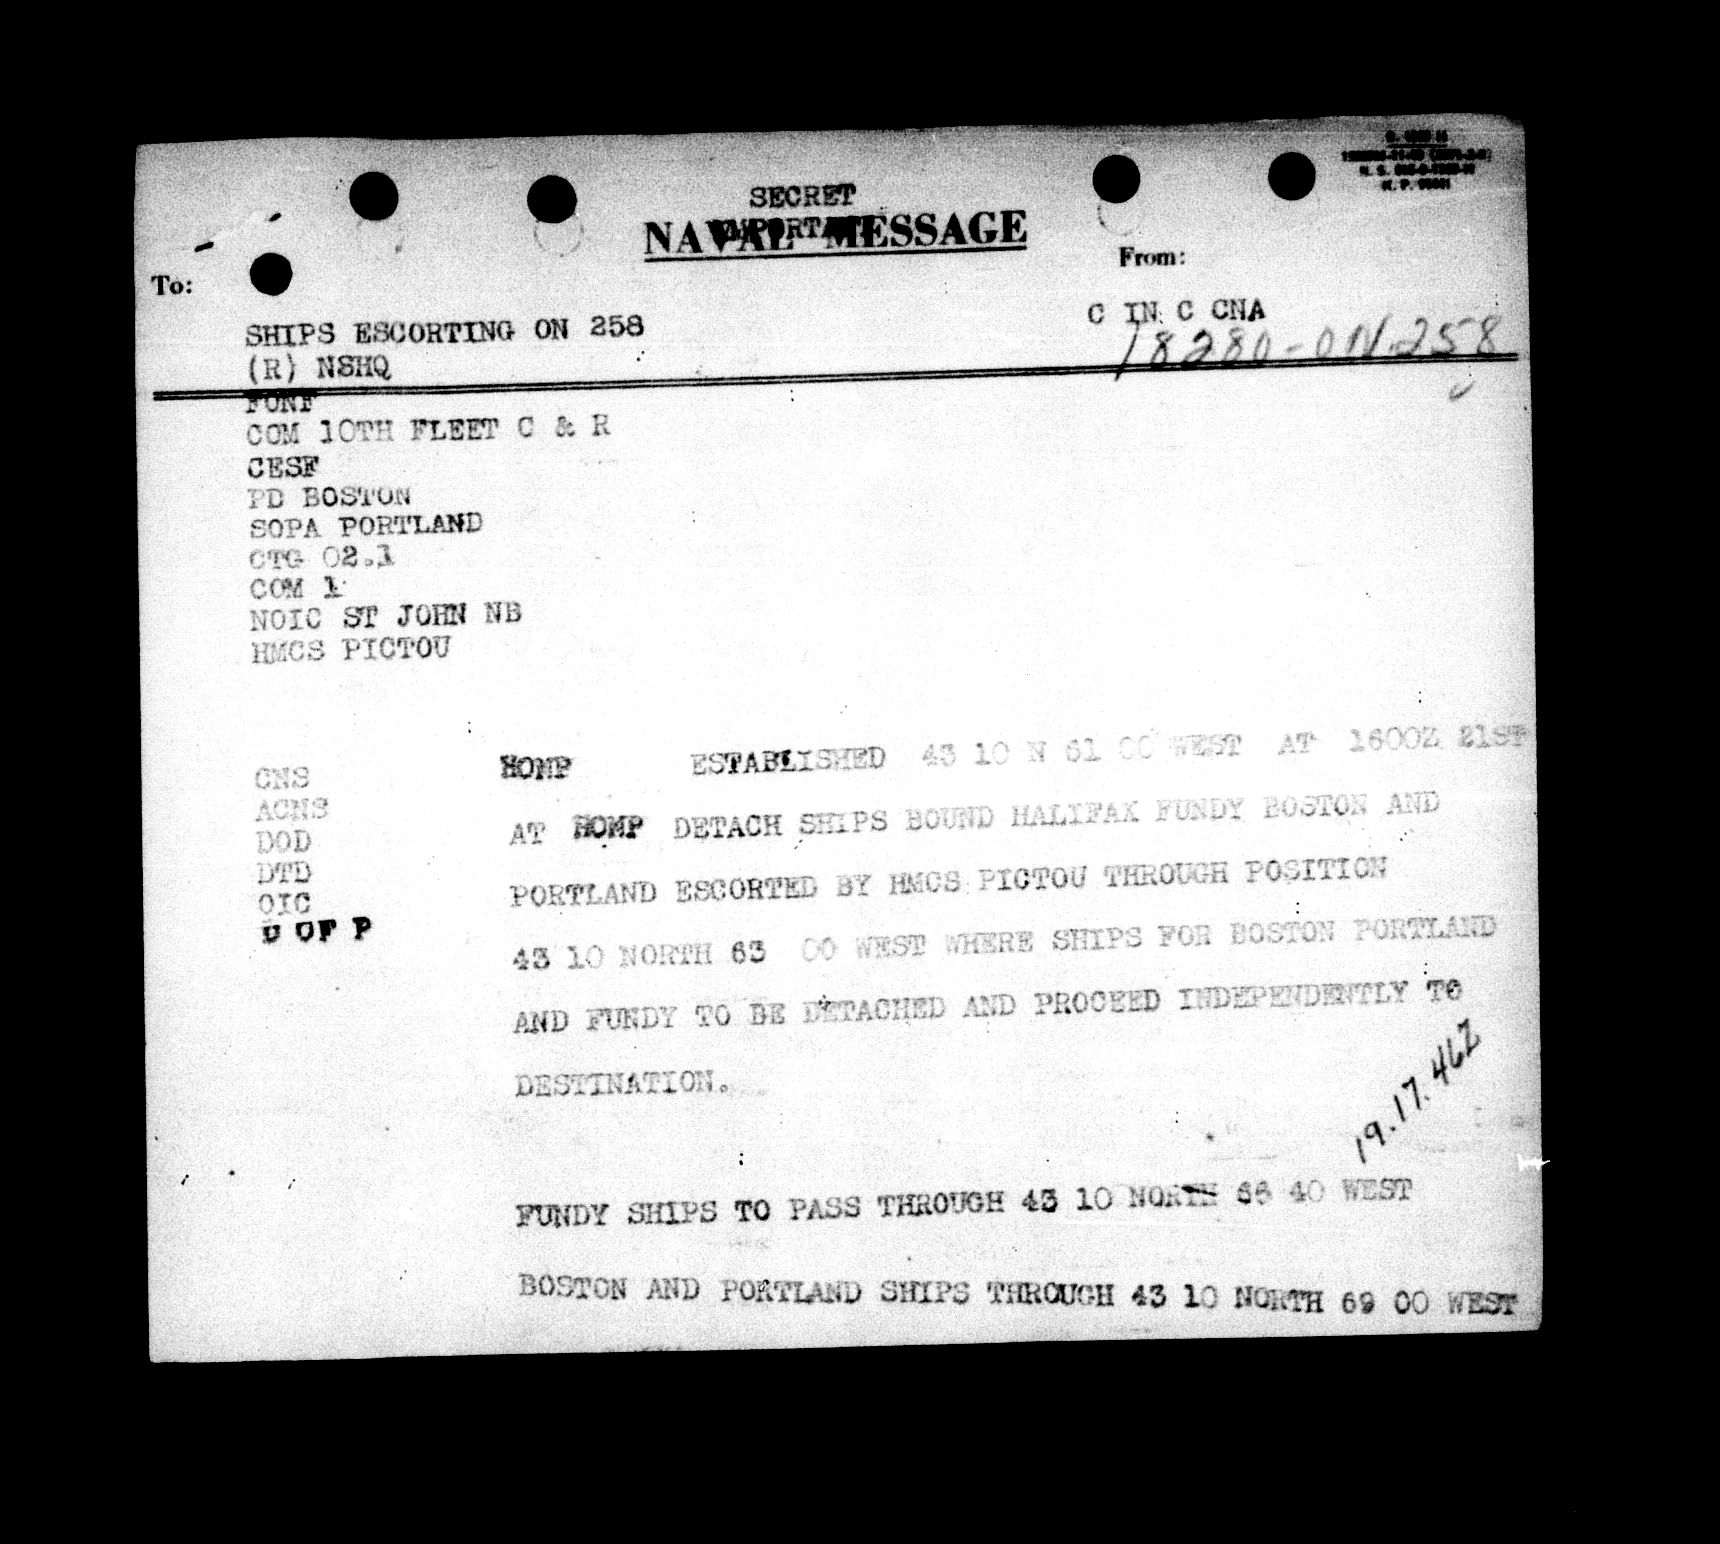 SECRET
IMPORTANT
NAVAL MESSAGE
To:
From:
C IN C CNA
SHIPS ESCORTING ON 258
18280-ON.258
(R) NSHQ
FONF
COM 10TH FLEET C & R
CESF
PD BOSTON
SOPA PORTLAND
CTG 02.1
COM 1
NOIC ST JOHN NB
HMCS PICTOU
CNS
ACNS
DOD
DTD
OIC
D OF P
HOMP ESTABLISHED 43 10 N 61 00 WEST AT 1600Z 21ST
AT HOMP DETACH SHIPS BOUND HALIFAX FUNDY BOSTON AND
PORTLAND ESCORTED BY HMCS PICTOU THROUGH POSITION
43 10 NORTH 63 00 WEST WHERE SHIPS FOR BOSTON PORTLAND
AND FUNDY TO BE DETACHED AND PROCEED INDEPENDENTLY TO
DESTINATION.
19.17.46Z
FUNDY SHIPS TO PASS THROUGH 43 10 NORTH 66 40 WEST
BOSTON AND PORTLAND SHIPS THROUGH 43 10 NORTH 69 00 WEST